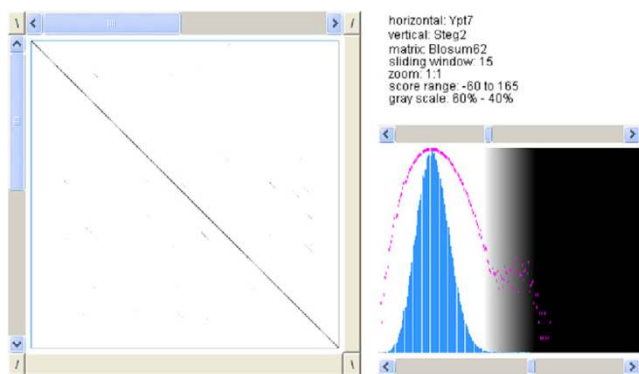 horizontal: Ypt7
vertical: Steg2
matrix: Blosum62
sliding window: 15
zoom: 1:1
score range: -60 to 165
gray scale: 60% - 40%